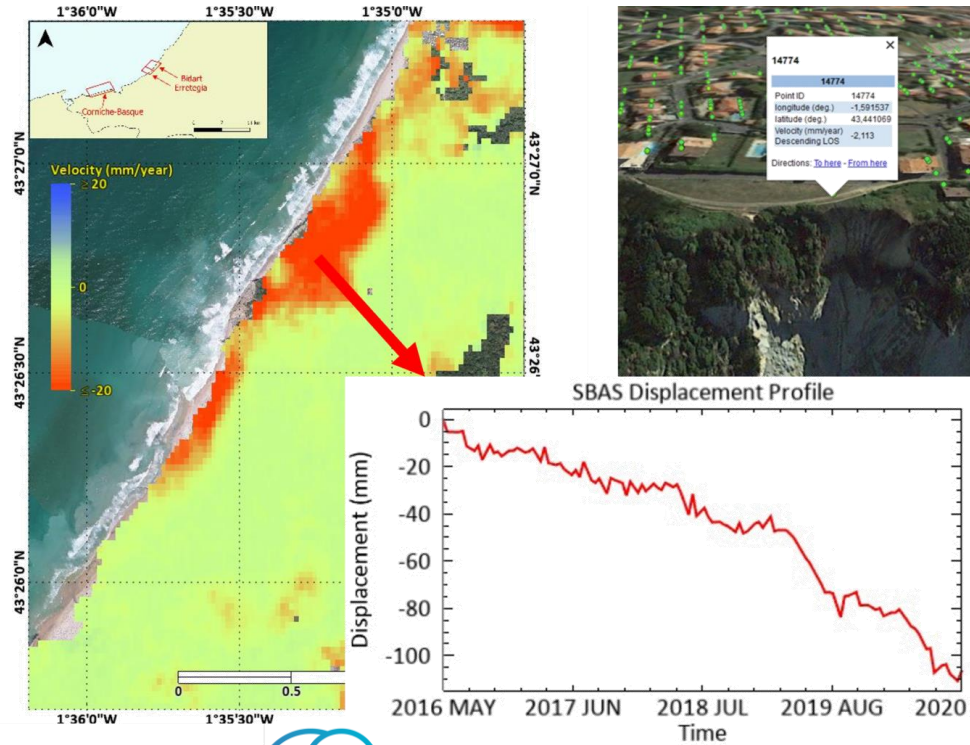 1°36'0"W 1°35'30"W 1°35'0"W
Bidart
Erretegia
Corniche-Basque
43°27'0"N
43°27'0"N
Velocity (mm/year)
≥ 20
0
≤-20
43°26'30"N
43°26'
43°26'0"N
0 0.5
1°36'0"W 1°35'30"W
14774
14774
Point ID 14774
longitude (deg.) -1,591537
latitude (deg.) 43,441069
Velocity (mm/year)
Descending LOS -2,113
Directions: To here - From here
SBAS Displacement Profile
Displacement (mm)
0
-20
-40
-60
-80
-100
2016 MAY 2017 JUN 2018 JUL 2019 AUG 2020
Time